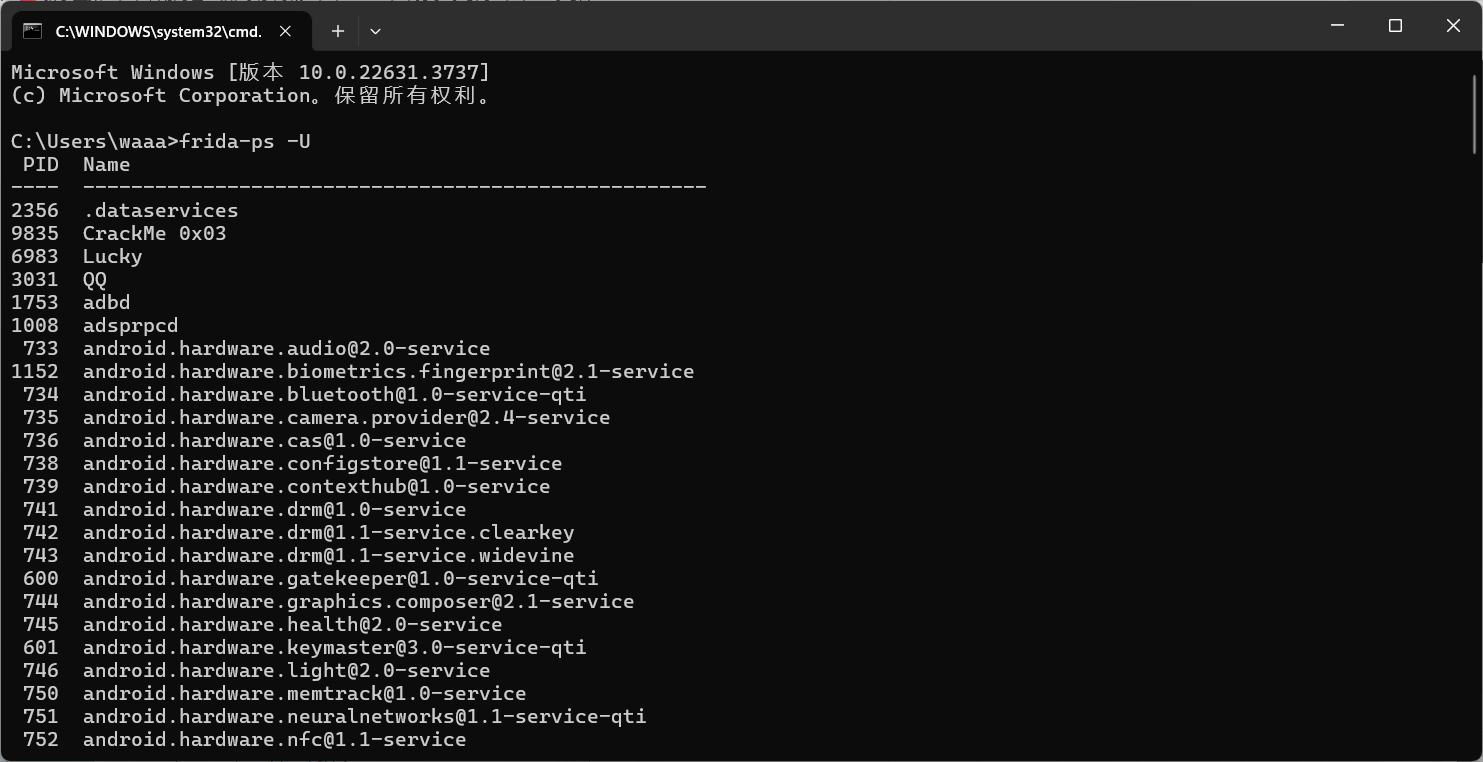 C:\WINDOWS\system32\cmd.
Microsoft Windows [版本 10.0.22631.3737]
(c) Microsoft Corporation。保留所有权利。
C:\Users\waaa>frida-ps -U
 PID  Name
----  ----------------------------------------------------
2356  .dataservices
9835  CrackMe 0x03
6983  Lucky
3031  QQ
1753  adbd
1008  adsprpcd
 733  android.hardware.audio@2.0-service
1152  android.hardware.biometrics.fingerprint@2.1-service
 734  android.hardware.bluetooth@1.0-service-qti
 735  android.hardware.camera.provider@2.4-service
 736  android.hardware.cas@1.0-service
 738  android.hardware.configstore@1.1-service
 739  android.hardware.contexthub@1.0-service
 741  android.hardware.drm@1.0-service
 742  android.hardware.drm@1.1-service.clearkey
 743  android.hardware.drm@1.1-service.widevine
 600  android.hardware.gatekeeper@1.0-service-qti
 744  android.hardware.graphics.composer@2.1-service
 745  android.hardware.health@2.0-service
 601  android.hardware.keymaster@3.0-service-qti
 746  android.hardware.light@2.0-service
 750  android.hardware.memtrack@1.0-service
 751  android.hardware.neuralnetworks@1.1-service-qti
 752  android.hardware.nfc@1.1-service